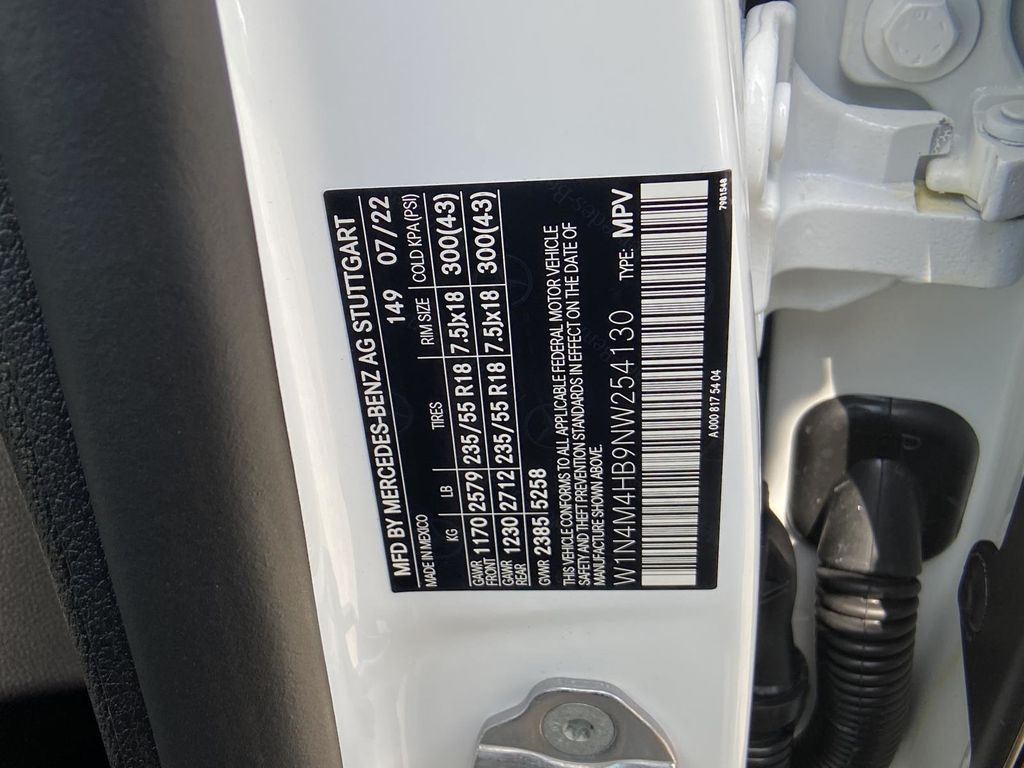 MFD BY MERCEDES-BENZ AG STUTTGART
MADE IN MEXICO 149 07/22
KG LB TIRES RIM SIZE COLD KPA (PSI)
GAWR FRONT 1170 2579 235/55 R18 7.5Jx18 300(43)
GAWR REAR 1230 2712 235/55 R18 7.5Jx18 300(43)
GVWR 2385 5258
THIS VEHICLE CONFORMS TO ALL APPLICABLE FEDERAL MOTOR VEHICLE
SAFETY AND THEFT PREVENTION STANDARDS IN EFFECT ON THE DATE OF
MANUFACTURE SHOWN ABOVE.
W1N4M4HB9NW254130 TYPE: MPV
A 000 817 54 04 7981548